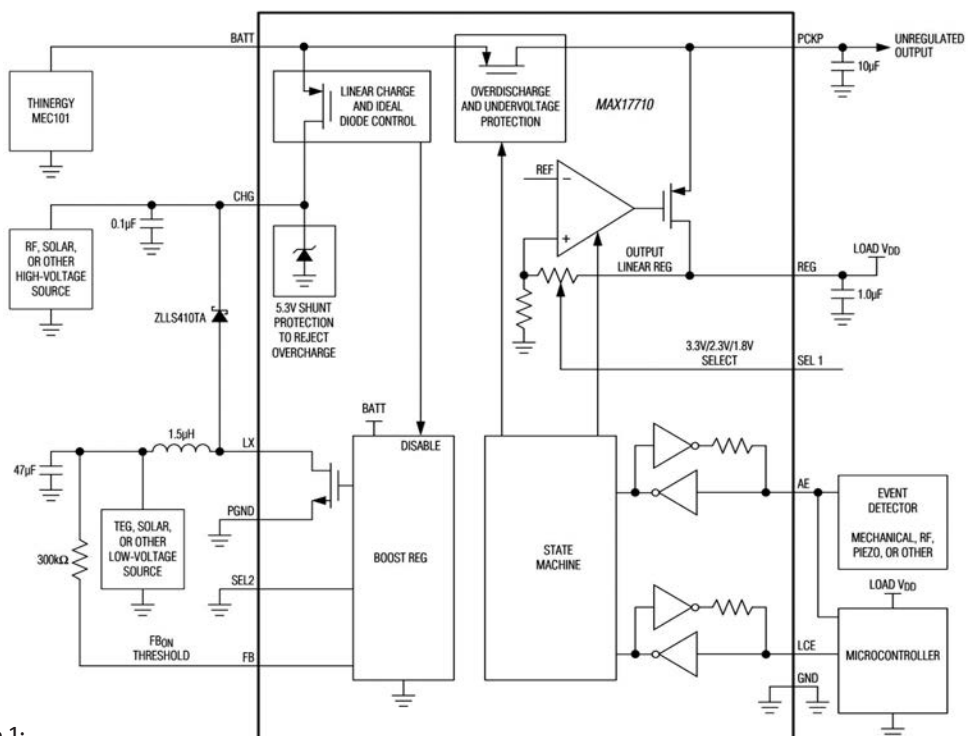 BATT
PCKP
UNREGULATED
OUTPUT
10µF
THINERGY
MEC101
LINEAR CHARGE
AND IDEAL
DIODE CONTROL
OVERDISCHARGE
AND UNDERVOLTAGE
PROTECTION
MAX17710
REF
CHG
0.1µF
RF, SOLAR,
OR OTHER
HIGH-VOLTAGE
SOURCE
5.3V SHUNT
PROTECTION
TO REJECT
OVERCHARGE
OUTPUT
LINEAR REG
REG
LOAD VDD
1.0µF
ZLLS410TA
3.3V/2.3V/1.8V
SELECT
SEL 1
BATT
DISABLE
1.5µH
LX
47µF
PGND
TEG, SOLAR,
OR OTHER
LOW-VOLTAGE
SOURCE
300kΩ
BOOST REG
SEL2
FBON
THRESHOLD
FB
STATE
MACHINE
AE
EVENT
DETECTOR
MECHANICAL, RF,
PIEZO, OR OTHER
LOAD VDD
LCE
MICROCONTROLLER
GND